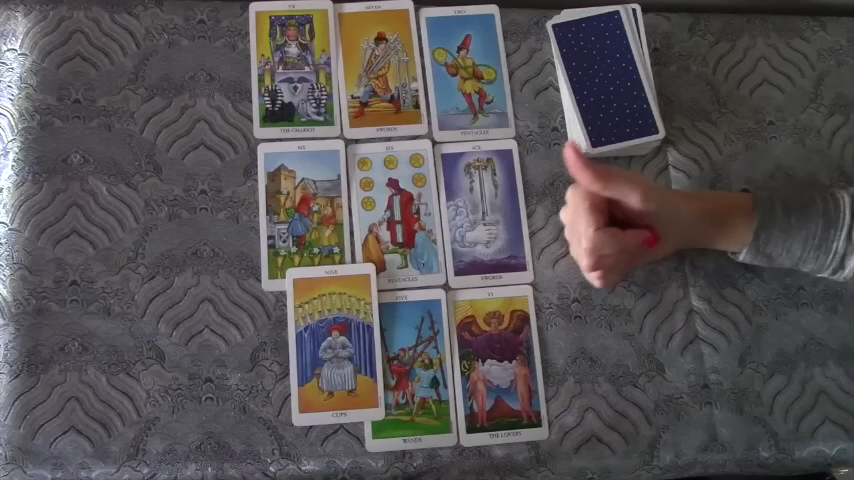 VII
SEVEN
TWO
THE CHARIOT
SWORDS
PENTACLES
SIX
SIX
ACE
PENTACLES
SWORDS
NINE
FIVE
VI
CUPS
WANDS
THE LOVERS